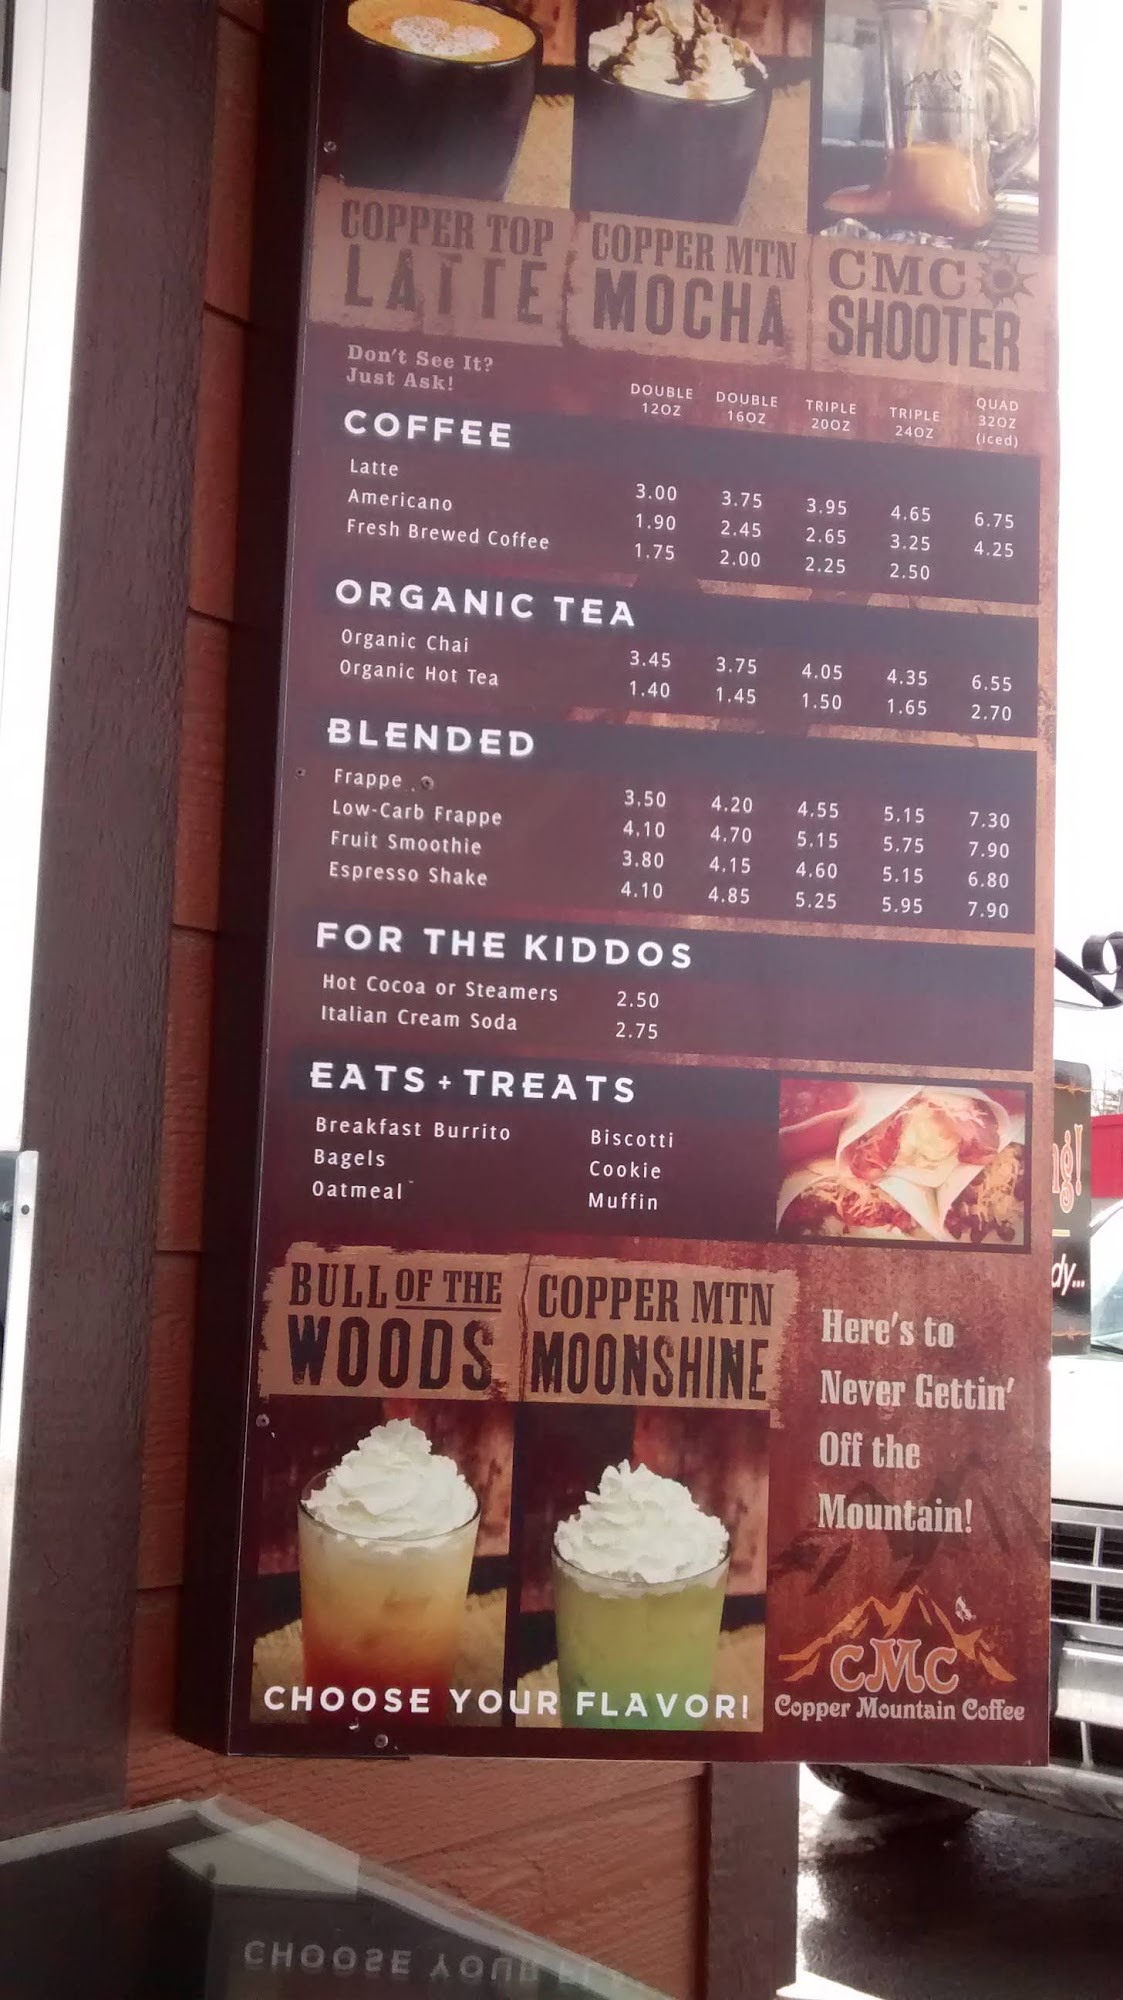 COPPER TOP
LATTE
COPPER MTN
MOCHA
CMC
SHOOTER
Don't See It?
Just Ask!
DOUBLE
12OZ
DOUBLE
16OZ
TRIPLE
20OZ
TRIPLE
24OZ
QUAD
32OZ
(iced)
COFFEE
Latte 3.00 3.75 3.95 4.65 6.75
Americano 1.90 2.45 2.65 3.25 4.25
Fresh Brewed Coffee 1.75 2.00 2.25 2.50
ORGANIC TEA
Organic Chai 3.45 3.75 4.05 4.35 6.55
Organic Hot Tea 1.40 1.45 1.50 1.65 2.70
BLENDED
Frappe 3.50 4.20 4.55 5.15 7.30
Low-Carb Frappe 4.10 4.70 5.15 5.75 7.90
Fruit Smoothie 3.80 4.15 4.60 5.15 6.80
Espresso Shake 4.10 4.85 5.25 5.95 7.90
FOR THE KIDDOS
Hot Cocoa or Steamers 2.50
Italian Cream Soda 2.75
EATS + TREATS
Breakfast Burrito
Bagels
Oatmeal
Biscotti
Cookie
Muffin
BULL OF THE
WOODS
COPPER MTN
MOONSHINE
Here's to
Never Gettin'
Off the
Mountain!
CHOOSE YOUR FLAVOR!
CMC
Copper Mountain Coffee
g!
dy...
CHOOSE YOUR